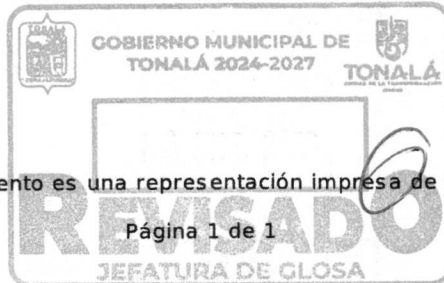 GOBIERNO MUNICIPAL DE
TONALÁ 2024-2027
TONALÁ
ento es una representación impresa de
REVISADO
Página 1 de 1
JEFATURA DE GLOSA